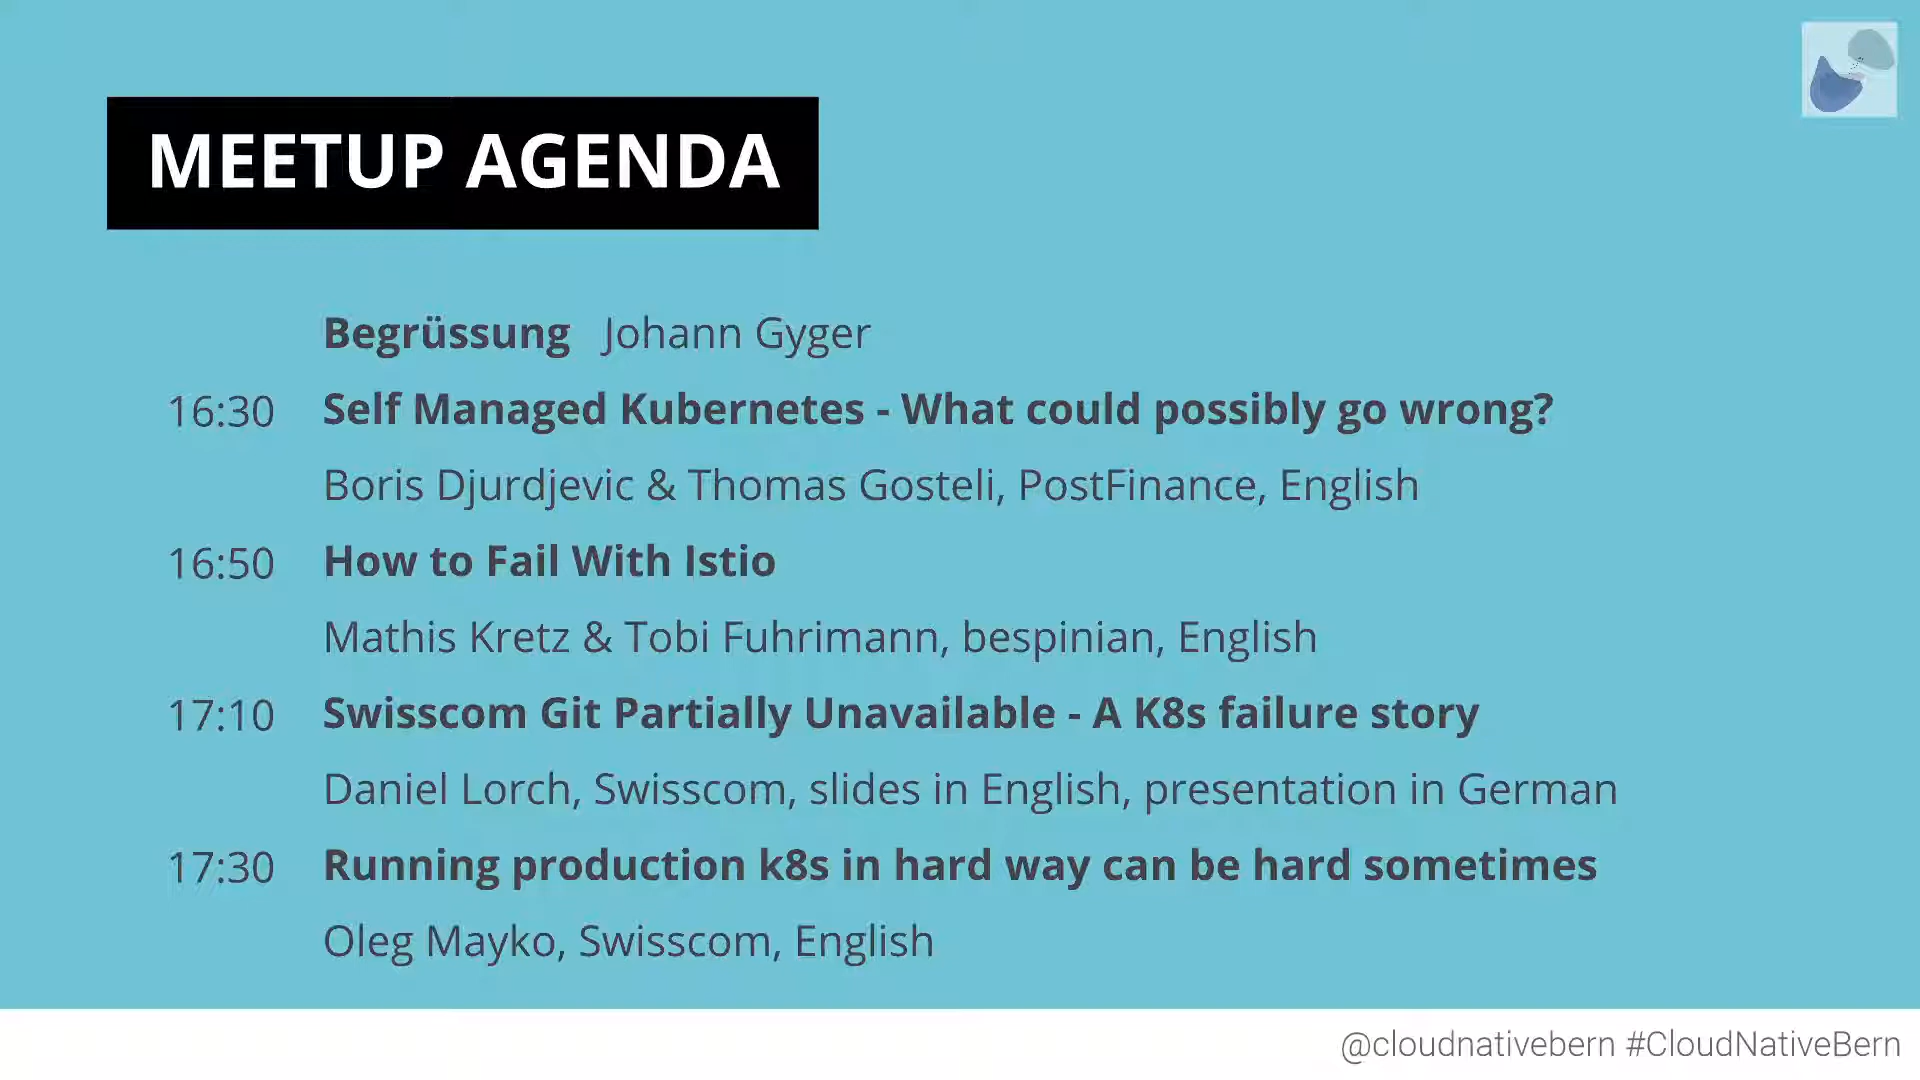 MEETUP AGENDA
Begrüssung Johann Gyger
16:30 Self Managed Kubernetes - What could possibly go wrong?
Boris Djurdjevic & Thomas Gosteli, PostFinance, English
16:50 How to Fail With Istio
Mathis Kretz & Tobi Fuhrimann, bespinian, English
17:10 Swisscom Git Partially Unavailable - A K8s failure story
Daniel Lorch, Swisscom, slides in English, presentation in German
17:30 Running production k8s in hard way can be hard sometimes
Oleg Mayko, Swisscom, English
@cloudnativebern #CloudNativeBern